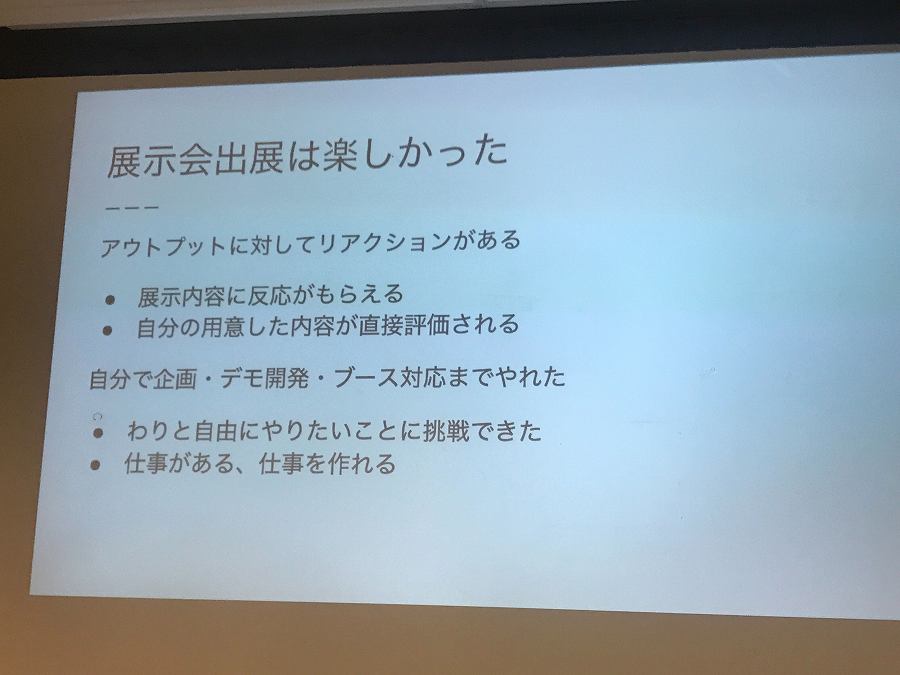 展示会出展は楽しかった
アウトプットに対してリアクションがある
● 展示内容に反応がもらえる
● 自分の用意した内容が直接評価される
自分で企画・デモ開発・ブース対応までやれた
● わりと自由にやりたいことに挑戦できた
● 仕事がある、仕事を作れる